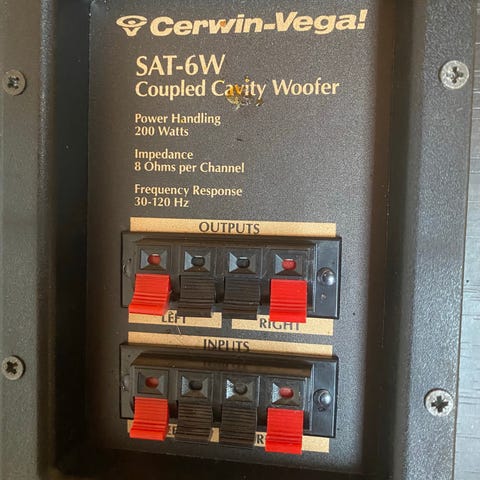 Cerwin-Vega!
SAT-6W
Coupled Cavity Woofer
Power Handling
200 Watts
Impedance
8 Ohms per Channel
Frequency Response
30-120 Hz
OUTPUTS
LEFT RIGHT
INPUTS